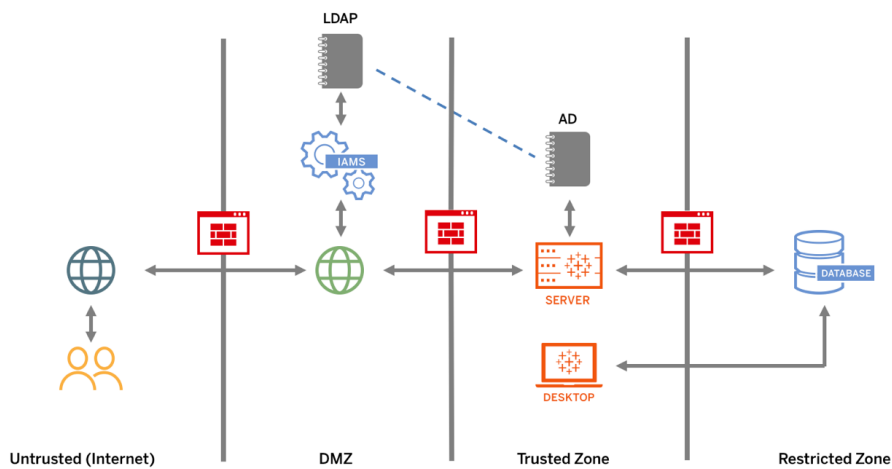 LDAP
AD
IAMS
SERVER
DATABASE
DESKTOP
Untrusted (Internet)
DMZ
Trusted Zone
Restricted Zone